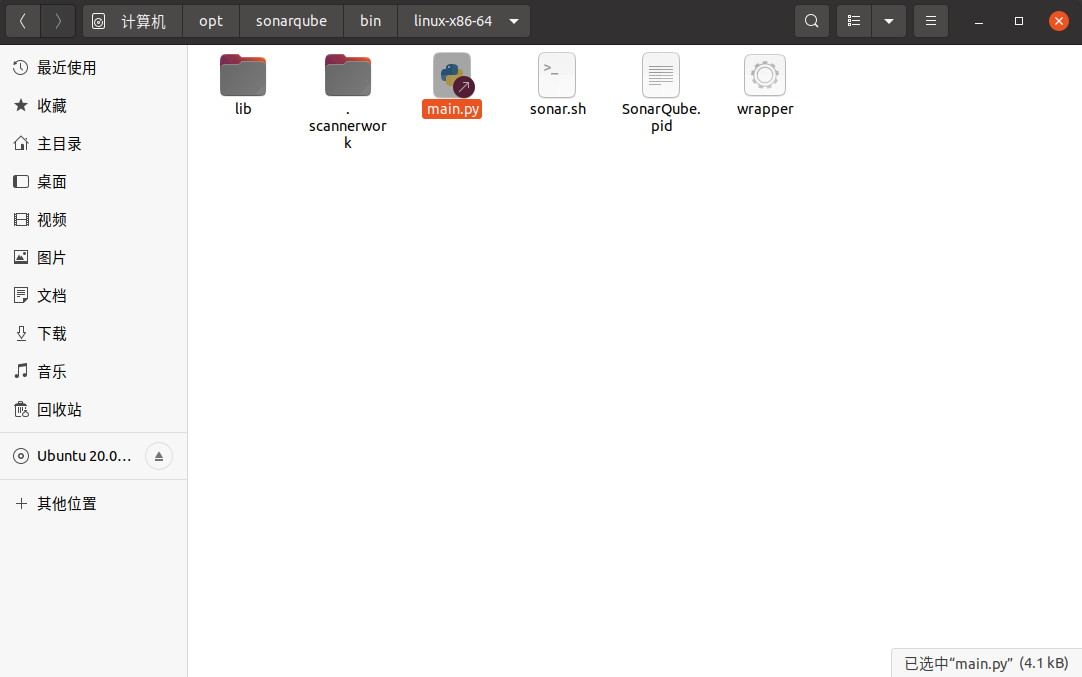 计算机 opt sonarqube bin linux-x86-64
最近使用
收藏
主目录
桌面
视频
图片
文档
下载
音乐
回收站
Ubuntu 20.0...
其他位置
lib
.
scannerwor
k
main.py
>_
sonar.sh
SonarQube.
pid
wrapper
已选中“main.py” (4.1 kB)